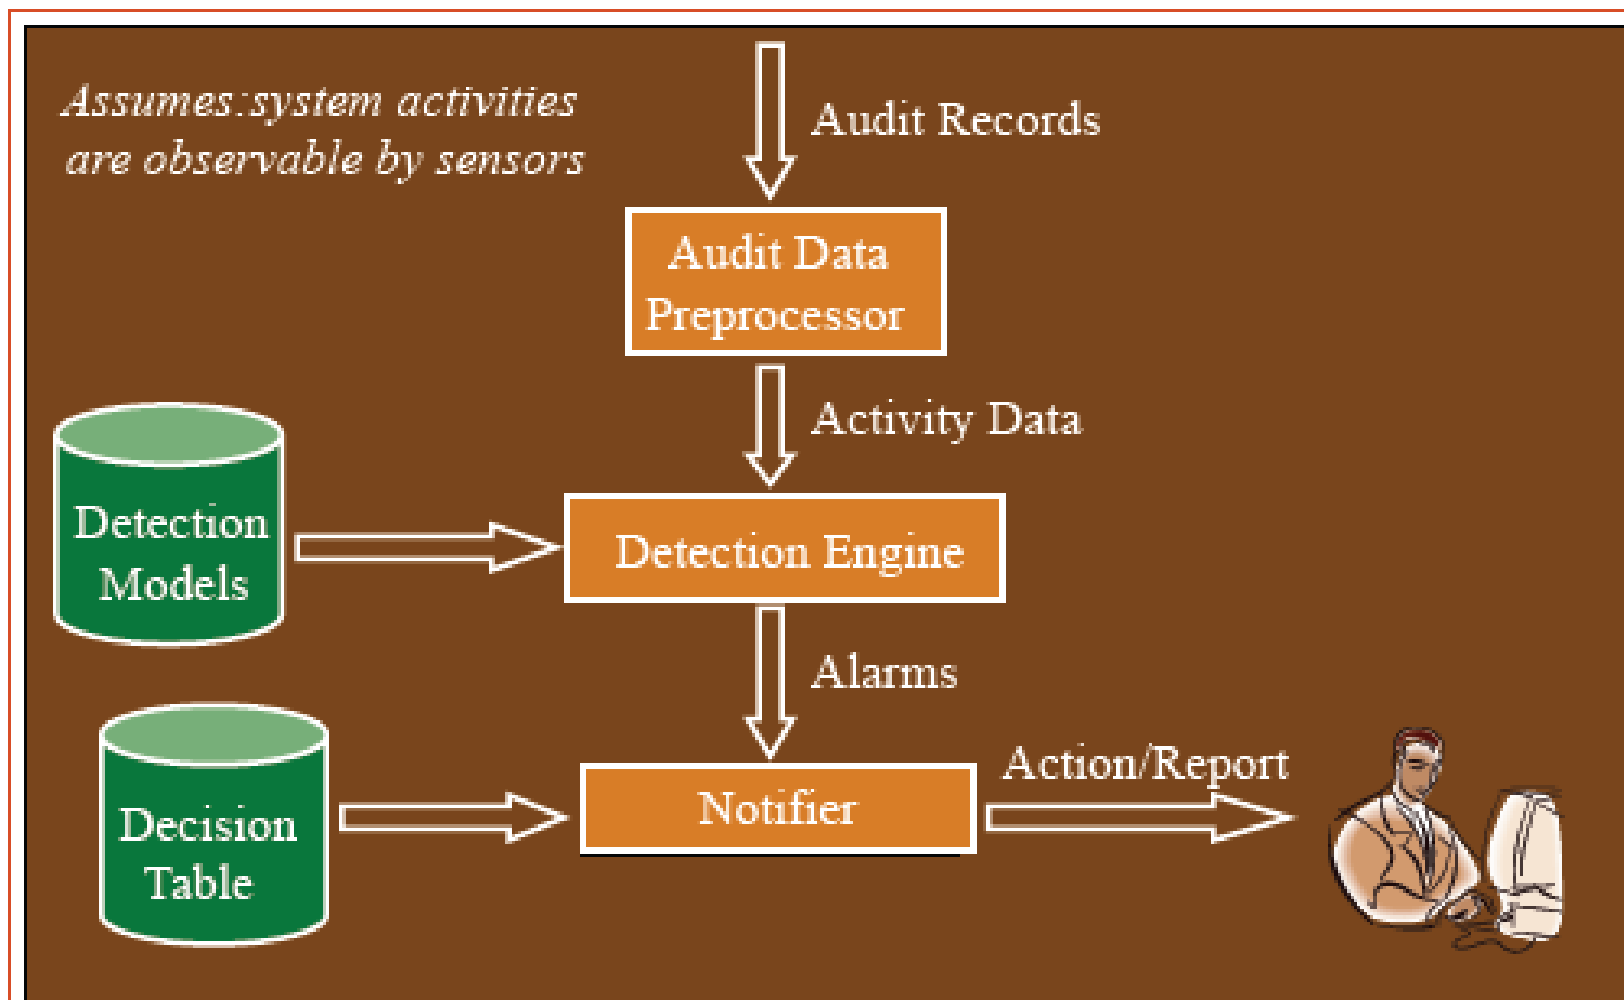 Assumes:system activities
are observable by sensors
Audit Records
Audit Data
Preprocessor
Activity Data
Detection
Models
Detection Engine
Alarms
Decision
Table
Notifier
Action/Report